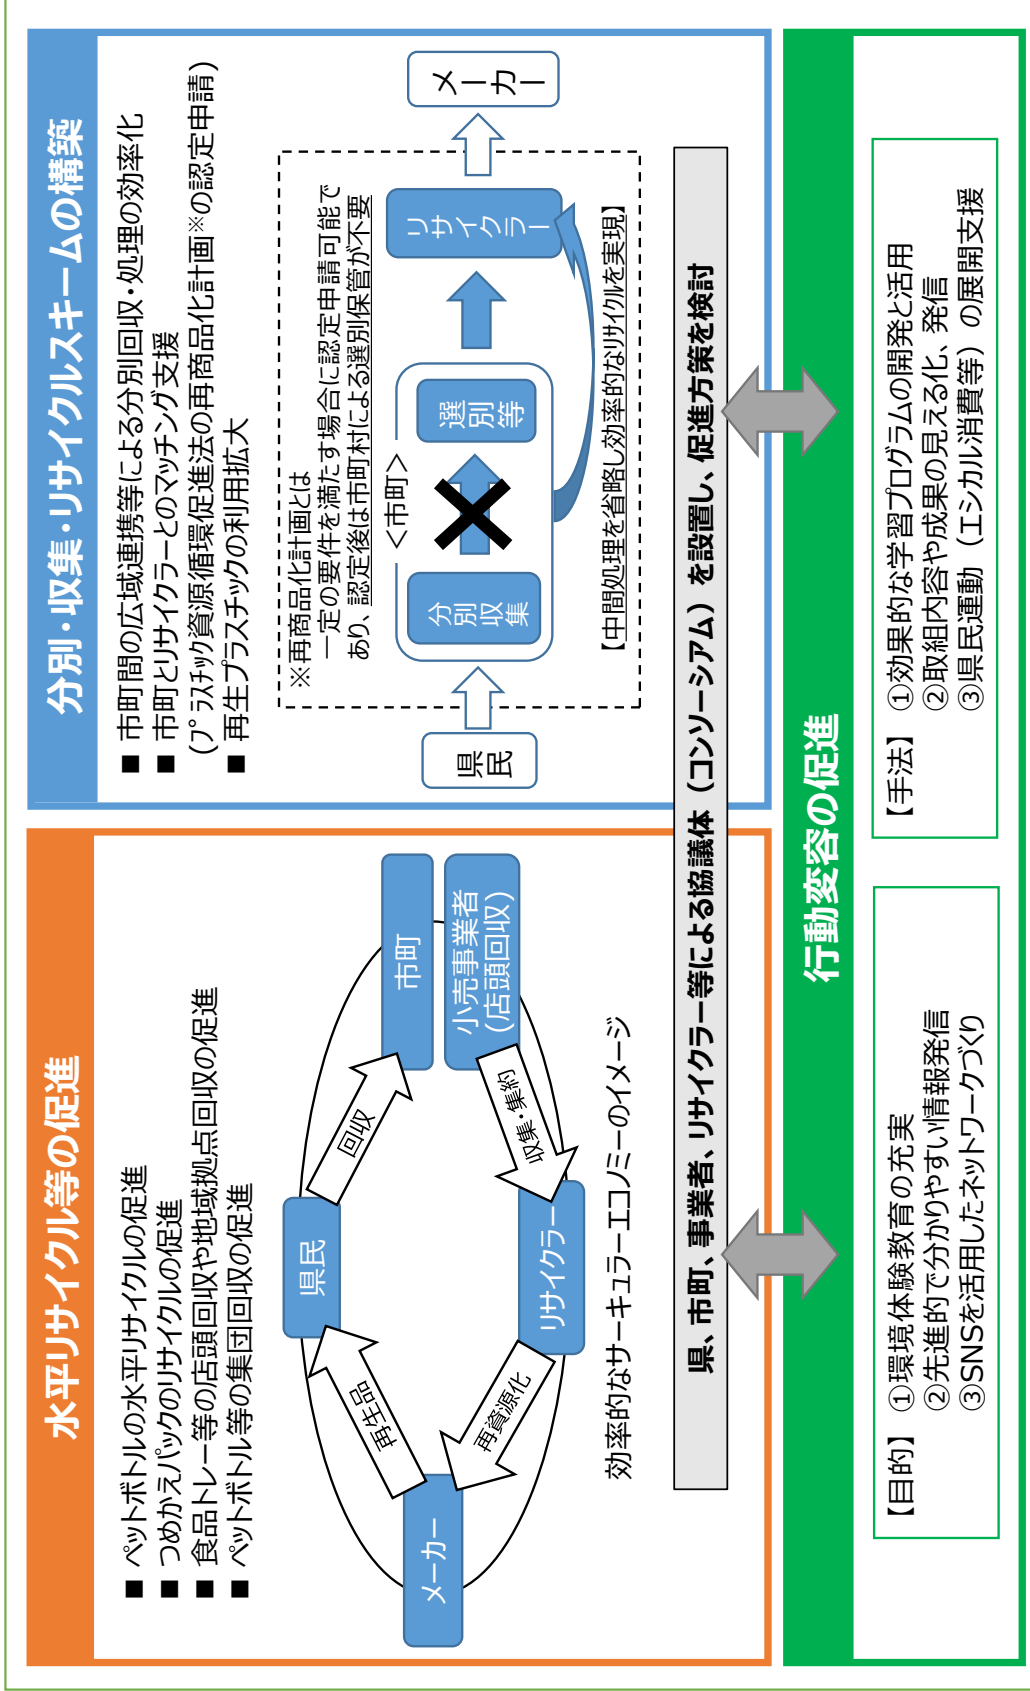 水平リサイクル等の促進
■ ペットボトルの水平リサイクルの促進
■ つめかえパックのリサイクルの促進
■ 食品トレー等の店頭回収や地域拠点回収の促進
■ ペットボトル等の集団回収の促進
県民
回収
市町
小売事業者
(店頭回収)
収集・集約
リサイクラー
再資源化
メーカー
再生品
効率的なサーキュラーエコノミーのイメージ
分別・収集・リサイクルスキームの構築
■ 市町間の広域連携等による分別回収・処理の効率化
■ 市町とリサイクラーとのマッチング支援
(プラスチック資源循環促進法の再商品化計画※の認定申請)
■ 再生プラスチックの利用拡大
※再商品化計画とは
一定の要件を満たす場合に認定申請可能で
あり、認定後は市町村による選別保管が不要
＜市町＞
県民
分別
収集
選別
等
リサイク
ラー
メーカー
【中間処理を省略し効率的なリサイクルを実現】
県、市町、事業者、リサイクラー等による協議体（コンソーシアム）を設置し、促進方策を検討
行動変容の促進
【目的】 ①環境体験教育の充実
②先進的で分かりやすい情報発信
③SNSを活用したネットワークづくり
【手法】 ①効果的な学習プログラムの開発と活用
②取組内容や成果の見える化、発信
③県民運動（エシカル消費等）の展開支援